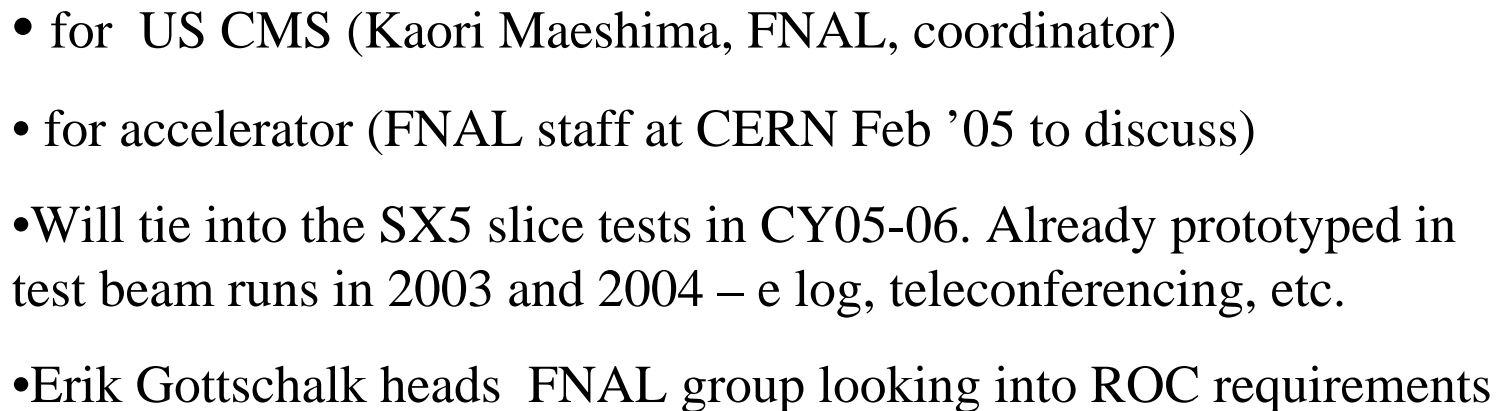 • for  US CMS (Kaori Maeshima, FNAL, coordinator)
• for accelerator (FNAL staff at CERN Feb ’05 to discuss)
•Will tie into the SX5 slice tests in CY05-06. Already prototyped in
test beam runs in 2003 and 2004 – e log, teleconferencing, etc.
•Erik Gottschalk heads  FNAL group looking into ROC requirements